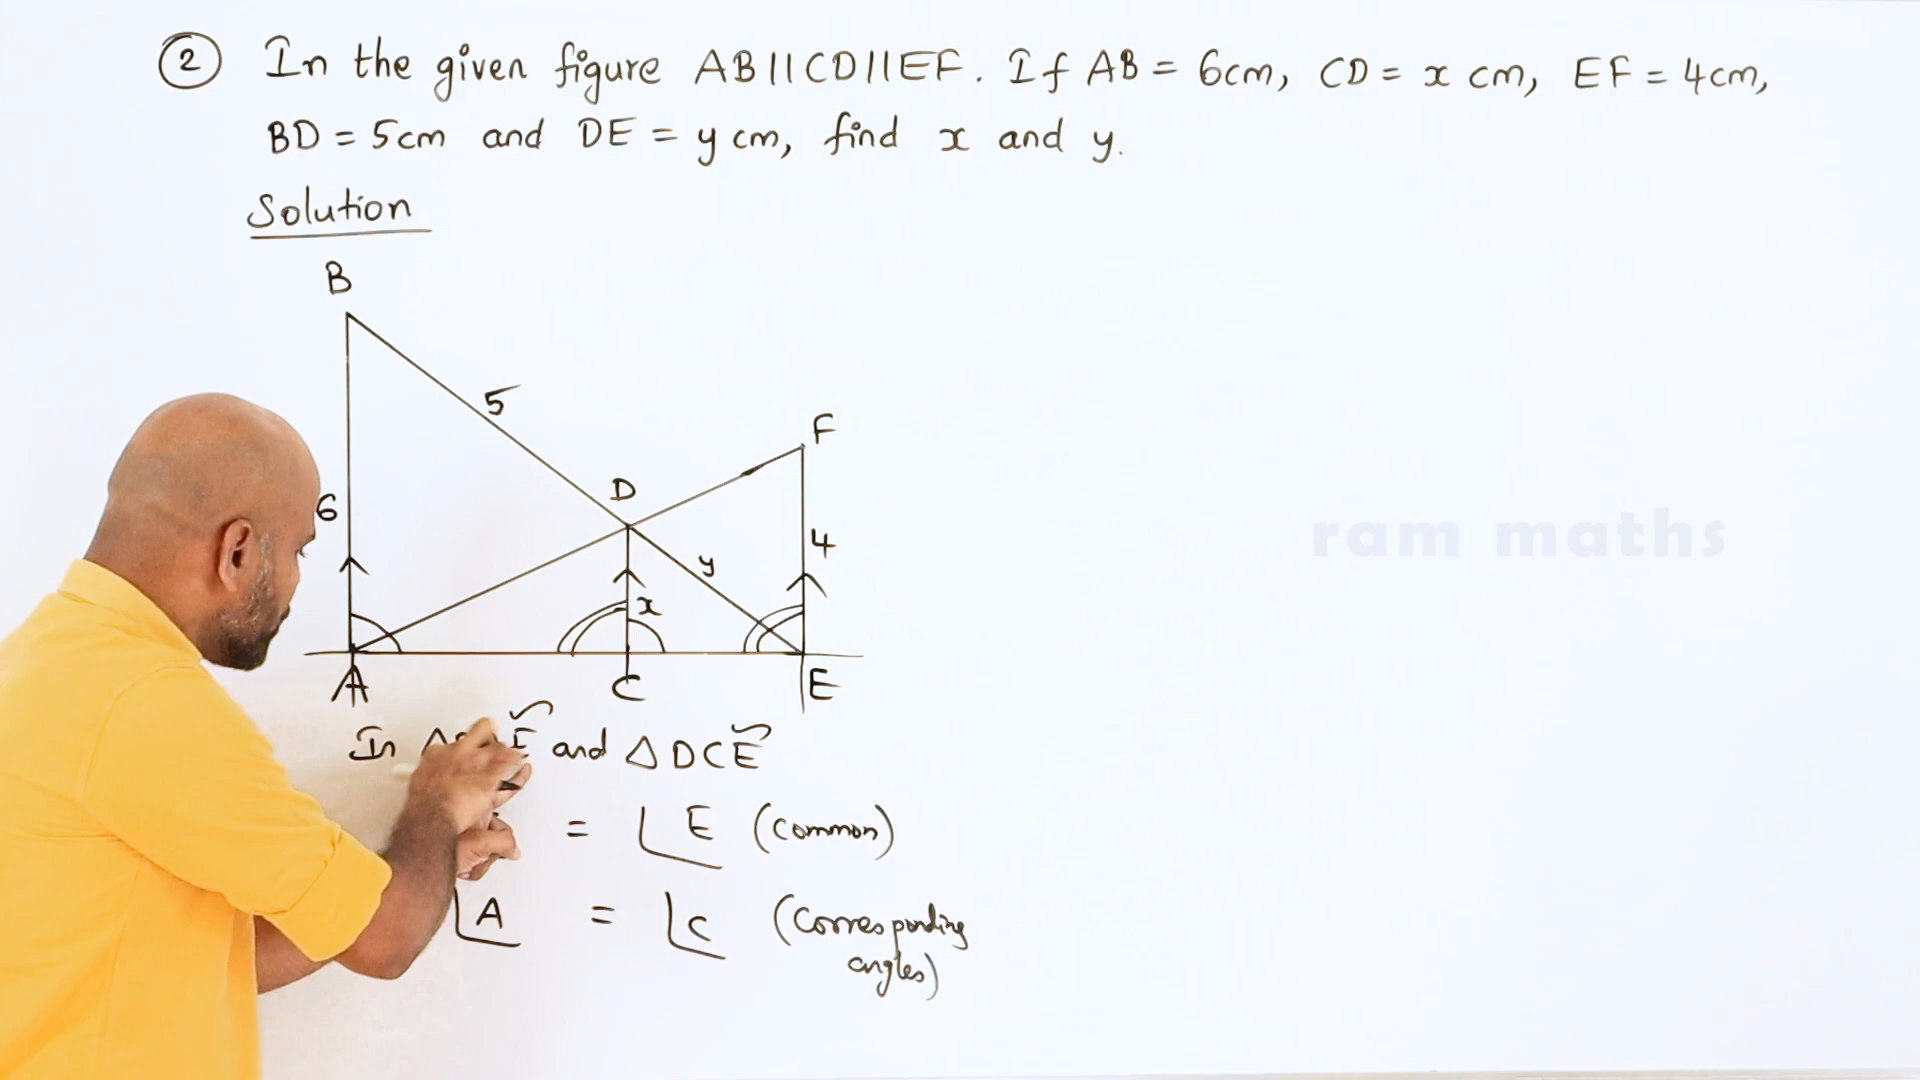 2 In the given figure AB||CD||EF. If AB = 6cm, CD = x cm, EF = 4cm,
BD = 5cm and DE = y cm, find x and y.
Solution
B
5
F
D
6
4
y
x
A C E
In E and △DCE
= ∠E (Common)
∠A = ∠C (Corresponding
angles)
ram maths